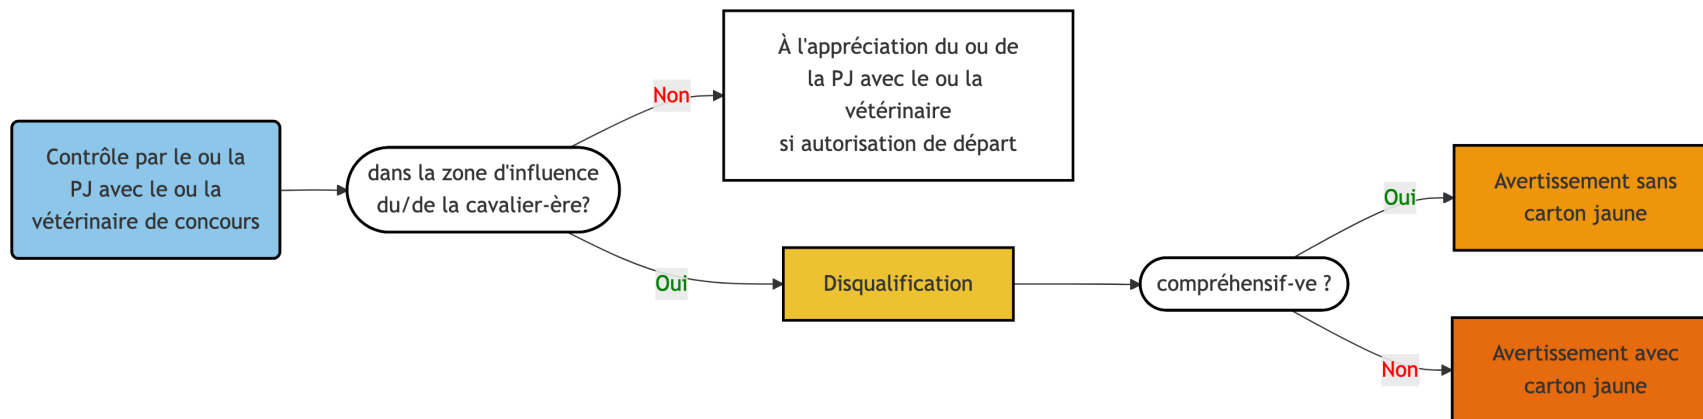 Contrôle par le ou la
PJ avec le ou la
vétérinaire de concours
dans la zone d'influence
du/de la cavalier-ère?
Non
À l'appréciation du ou de
la PJ avec le ou la
vétérinaire
si autorisation de départ
Oui
Disqualification
compréhensif-ve ?
Oui
Avertissement sans
carton jaune
Non
Avertissement avec
carton jaune